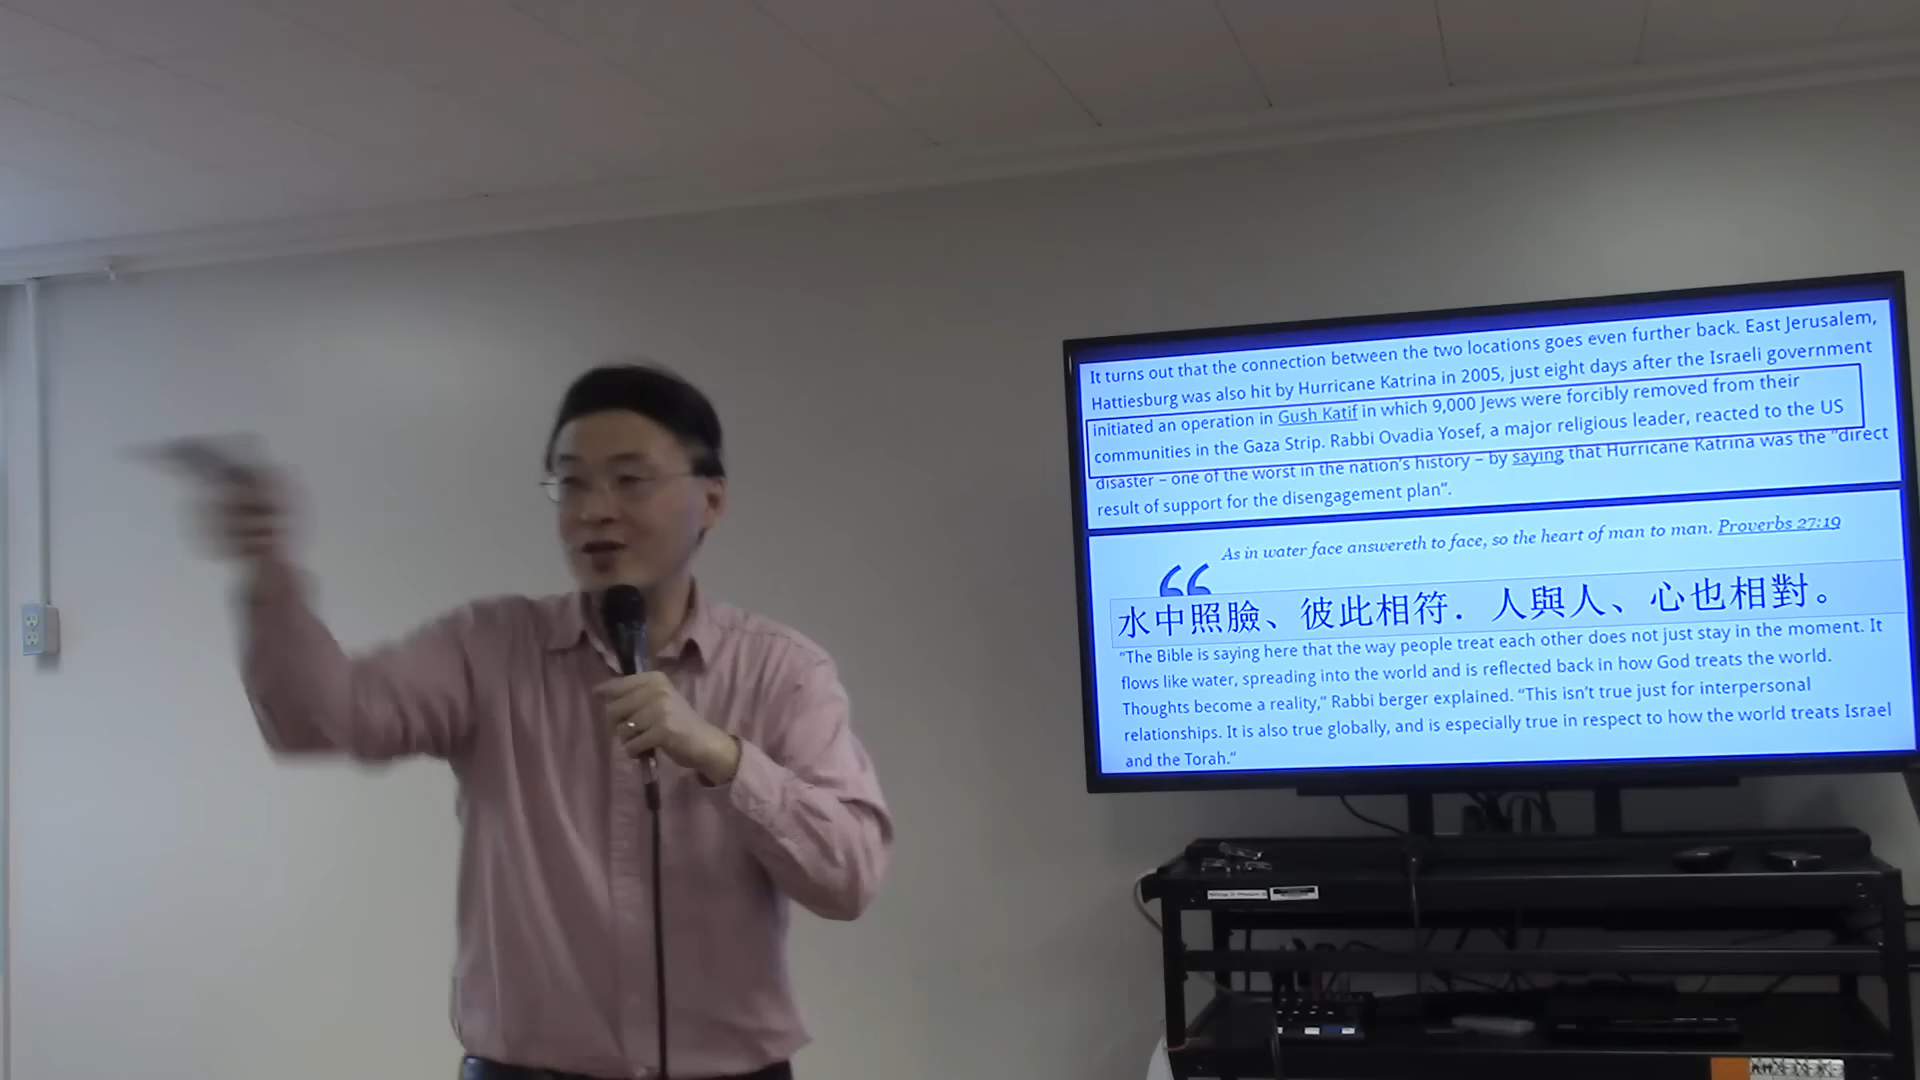 It turns out that the connection between the two locations goes even further back. East Jerusalem,
Hattiesburg was also hit by Hurricane Katrina in 2005, just eight days after the Israeli government
initiated an operation in Gush Katif in which 9,000 Jews were forcibly removed from their
communities in the Gaza Strip. Rabbi Ovadia Yosef, a major religious leader, reacted to the US
disaster – one of the worst in the nation's history – by saying that Hurricane Katrina was the "direct
result of support for the disengagement plan".
As in water face answereth to face, so the heart of man to man. Proverbs 27:19
水中照臉、彼此相符．人與人、心也相對。
"The Bible is saying here that the way people treat each other does not just stay in the moment. It
flows like water, spreading into the world and is reflected back in how God treats the world.
Thoughts become a reality," Rabbi berger explained. "This isn't true just for interpersonal
relationships. It is also true globally, and is especially true in respect to how the world treats Israel
and the Torah."